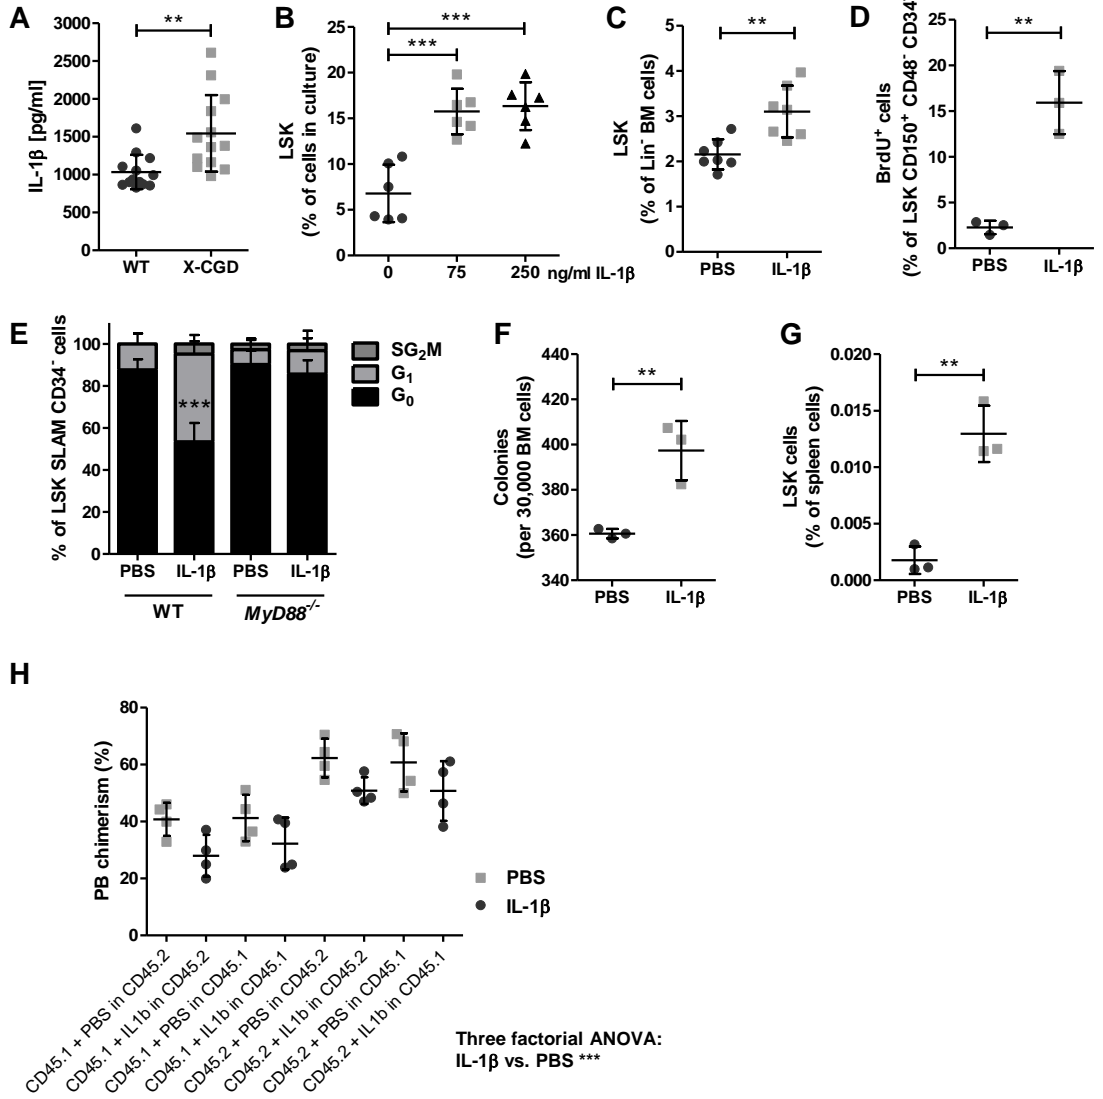 A
**
IL-1β [pg/ml]
3000
2500
2000
1500
1000
500
0
WT
X-CGD
B
***
***
LSK
(% of cells in culture)
25
20
15
10
5
0
0
75
250
ng/ml IL-1β
C
**
LSK
(% of Lin⁻ BM cells)
5
4
3
2
1
0
PBS
IL-1β
D
**
BrdU⁺ cells
(% of LSK CD150⁺ CD48⁻ CD34⁻
25
20
15
10
5
0
PBS
IL-1β
E
% of LSK SLAM CD34⁻ cells
100
80
60
40
20
0
***
PBS
IL-1β
PBS
IL-1β
WT
MyD88⁻/⁻
SG₂M
G₁
G₀
F
**
Colonies
(per 30,000 BM cells)
440
420
400
380
360
340
PBS
IL-1β
G
**
LSK cells
(% of spleen cells)
0.020
0.015
0.010
0.005
0.000
PBS
IL-1β
H
PB chimerism (%)
80
60
40
20
0
CD45.1 + PBS in CD45.2
CD45.1 + IL1b in CD45.2
CD45.1 + PBS in CD45.1
CD45.1 + IL1b in CD45.1
CD45.2 + PBS in CD45.2
CD45.2 + IL1b in CD45.2
CD45.2 + PBS in CD45.1
CD45.2 + IL1b in CD45.1
PBS
IL-1β
Three factorial ANOVA:
IL-1β vs. PBS ***